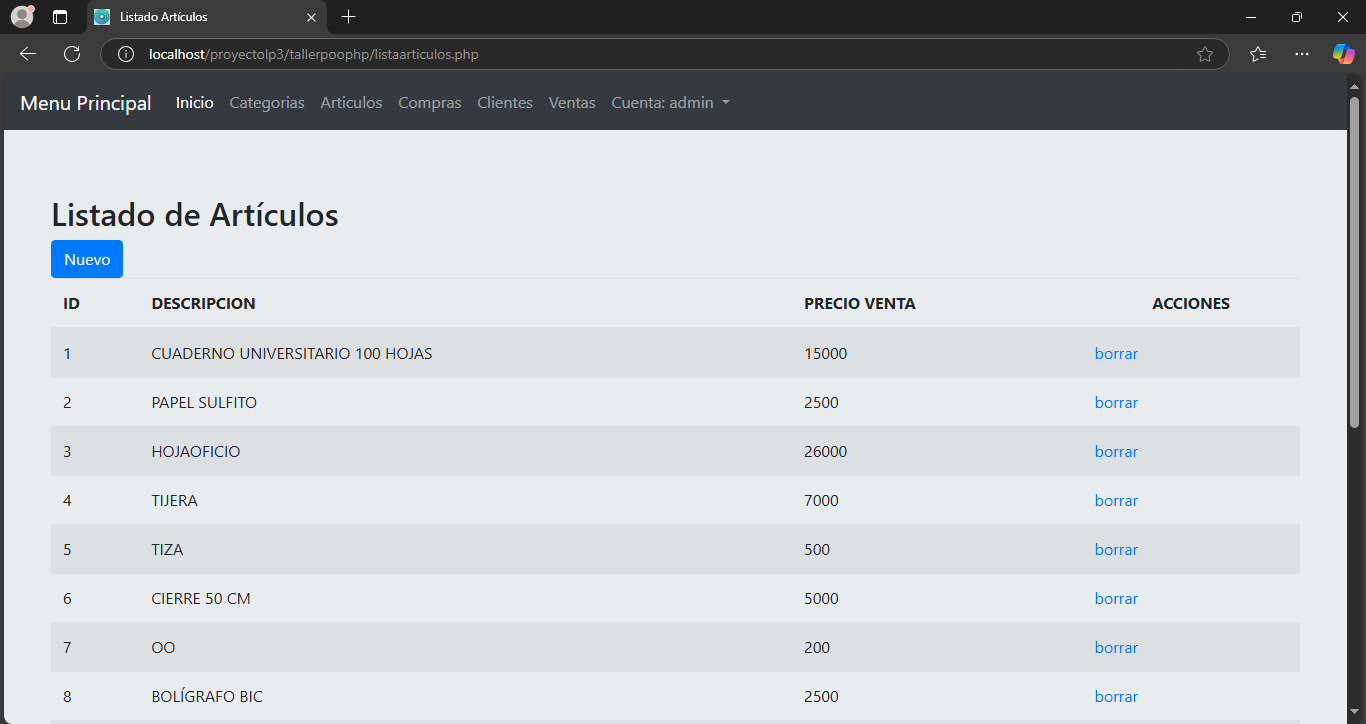 Listado Artículos
localhost/proyectolp3/tallerpoophp/listaarticulos.php
Menu Principal Inicio Categorias Articulos Compras Clientes Ventas Cuenta: admin
Listado de Artículos
Nuevo
ID DESCRIPCION PRECIO VENTA ACCIONES
1 CUADERNO UNIVERSITARIO 100 HOJAS 15000 borrar
2 PAPEL SULFITO 2500 borrar
3 HOJAOFICIO 26000 borrar
4 TIJERA 7000 borrar
5 TIZA 500 borrar
6 CIERRE 50 CM 5000 borrar
7 OO 200 borrar
8 BOLÍGRAFO BIC 2500 borrar